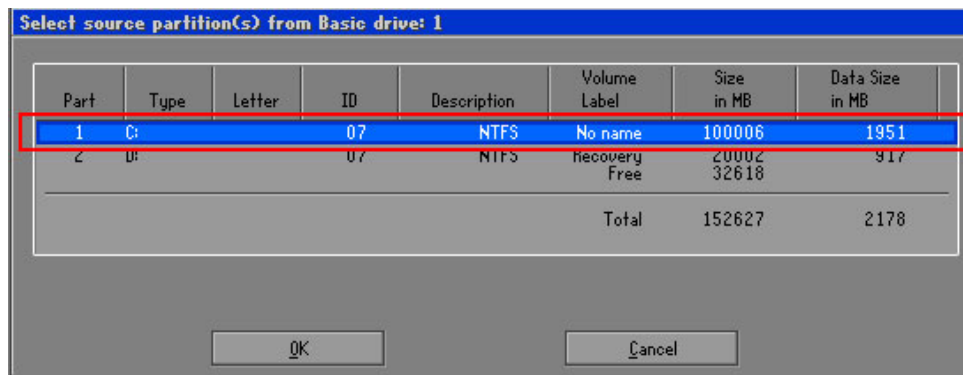 Select source partition(s) from Basic drive: 1
Part Type Letter ID Description Volume Label Size in MB Data Size in MB
1 C: 07 NTFS No name 100006 1951
2 D: 07 NTFS Recovery 20002 917
Free 32618
Total 152627 2178
OK Cancel